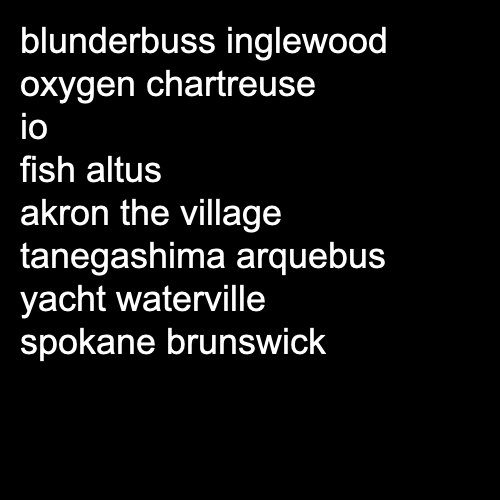 blunderbuss inglewood
oxygen chartreuse
io
fish altus
akron the village
tanegashima arquebus
yacht waterville
spokane brunswick